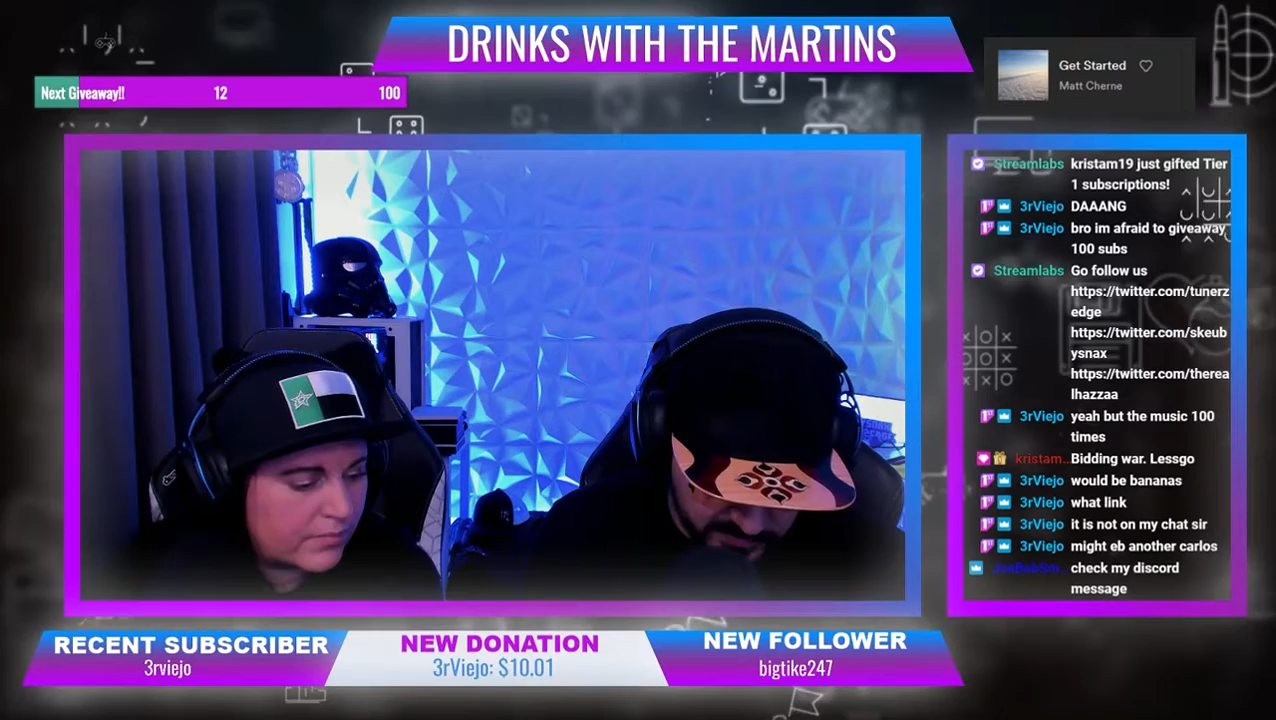 DRINKS WITH THE MARTINS
Next Giveaway!! 12 100
Get Started
Matt Cherne
Streamlabs kristam19 just gifted Tier
1 subscriptions!
3rViejo DAAANG
3rViejo bro im afraid to giveaway
100 subs
Streamlabs Go follow us
https://twitter.com/tunerz
edge
https://twitter.com/skeub
ysnax
https://twitter.com/therea
lhazzaa
3rViejo yeah but the music 100
times
kristam.. Bidding war. Lessgo
3rViejo would be bananas
3rViejo what link
3rViejo it is not on my chat sir
3rViejo might eb another carlos
JoeBobSm.. check my discord
message
RECENT SUBSCRIBER
3rviejo
NEW DONATION
3rViejo: $10.01
NEW FOLLOWER
bigtike247